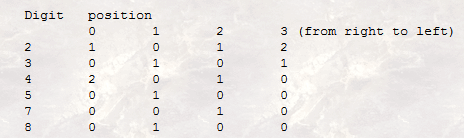 Digit position
0 1 2 3 (from right to left)
2 1 0 1 2
3 0 1 0 1
4 2 0 1 0
5 0 1 0 0
7 0 0 1 0
8 0 1 0 0